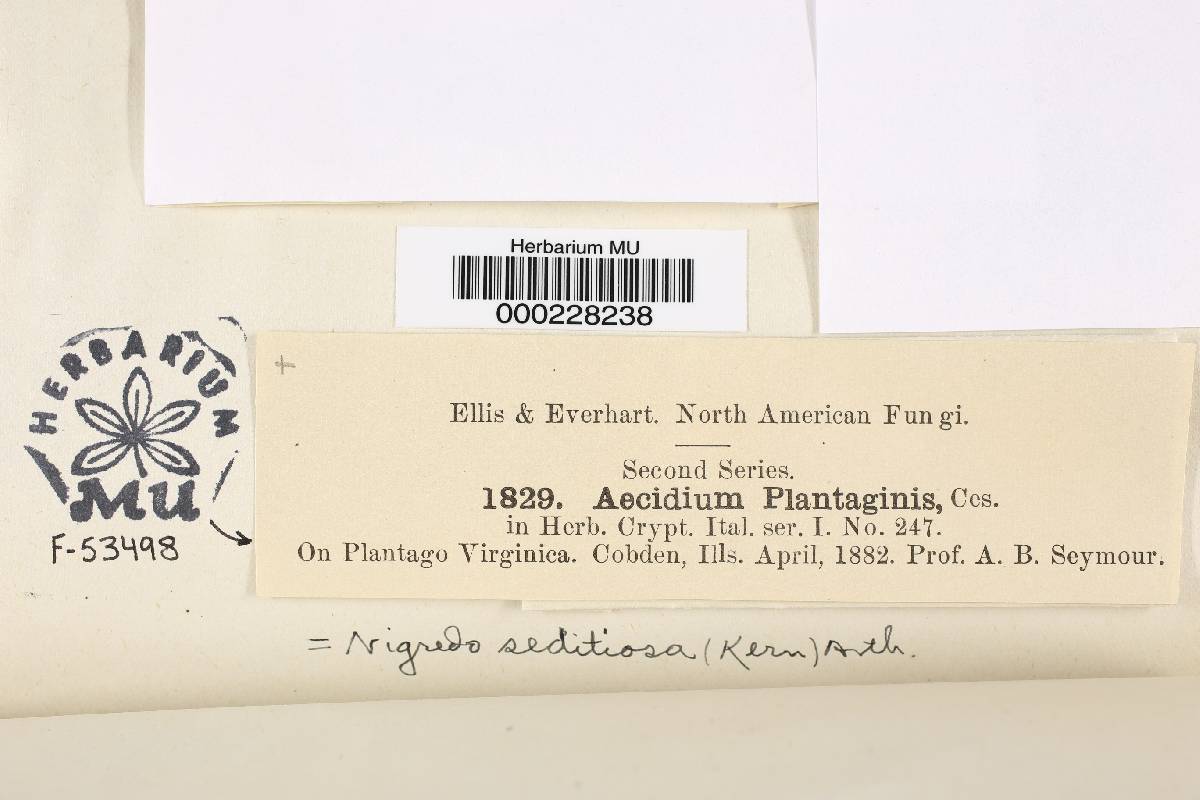 Herbarium MU
000228238
HERBARIUM
MU
F-53498
+
Ellis & Everhart. North American Fungi.
Second Series.
1829. Aecidium Plantaginis, Ces.
in Herb. Crypt. Ital. ser. I. No. 247.
On Plantago Virginica. Cobden, Ills. April, 1882. Prof. A. B. Seymour.
= Nigredo seditiosa (Kern) Arth.